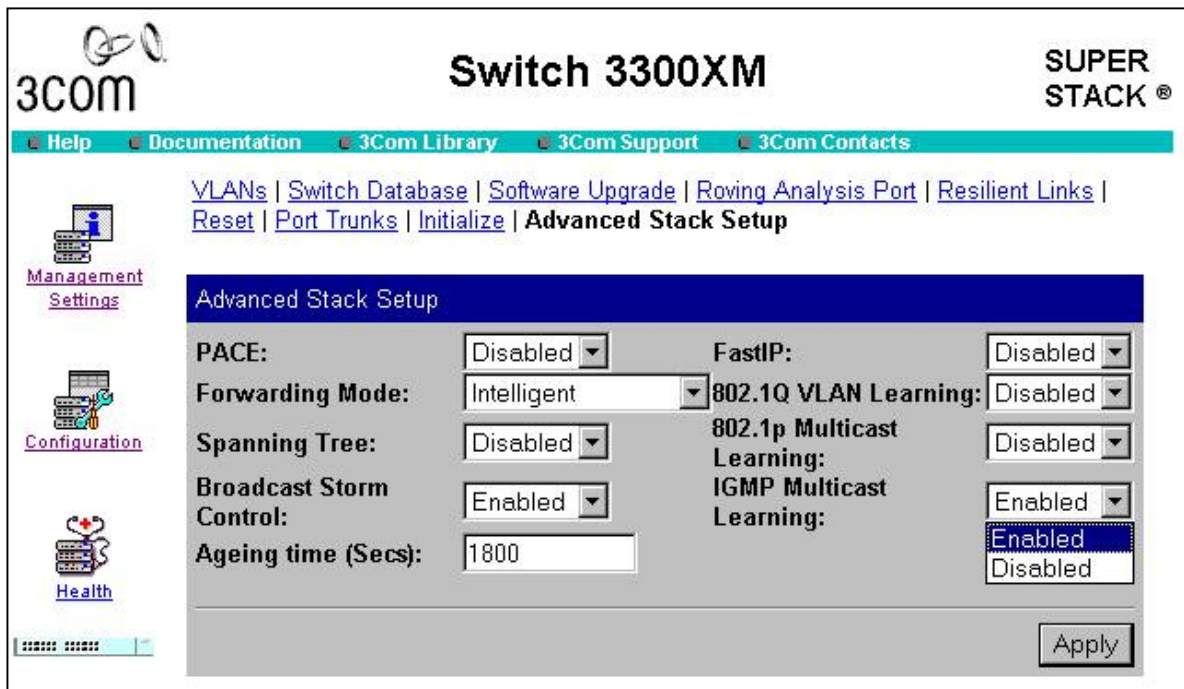 3COM
Switch 3300XM
SUPER
STACK ®
Help Documentation 3Com Library 3Com Support 3Com Contacts
VLANs | Switch Database | Software Upgrade | Roving Analysis Port | Resilient Links |
Reset | Port Trunks | Initialize | Advanced Stack Setup
Management
Settings
Configuration
Health
Advanced Stack Setup
PACE: Disabled FastIP: Disabled
Forwarding Mode: Intelligent 802.1Q VLAN Learning: Disabled
Spanning Tree: Disabled 802.1p Multicast
Learning: Disabled
Broadcast Storm
Control: Enabled IGMP Multicast
Learning: Enabled
Enabled
Disabled
Ageing time (Secs): 1800
Apply